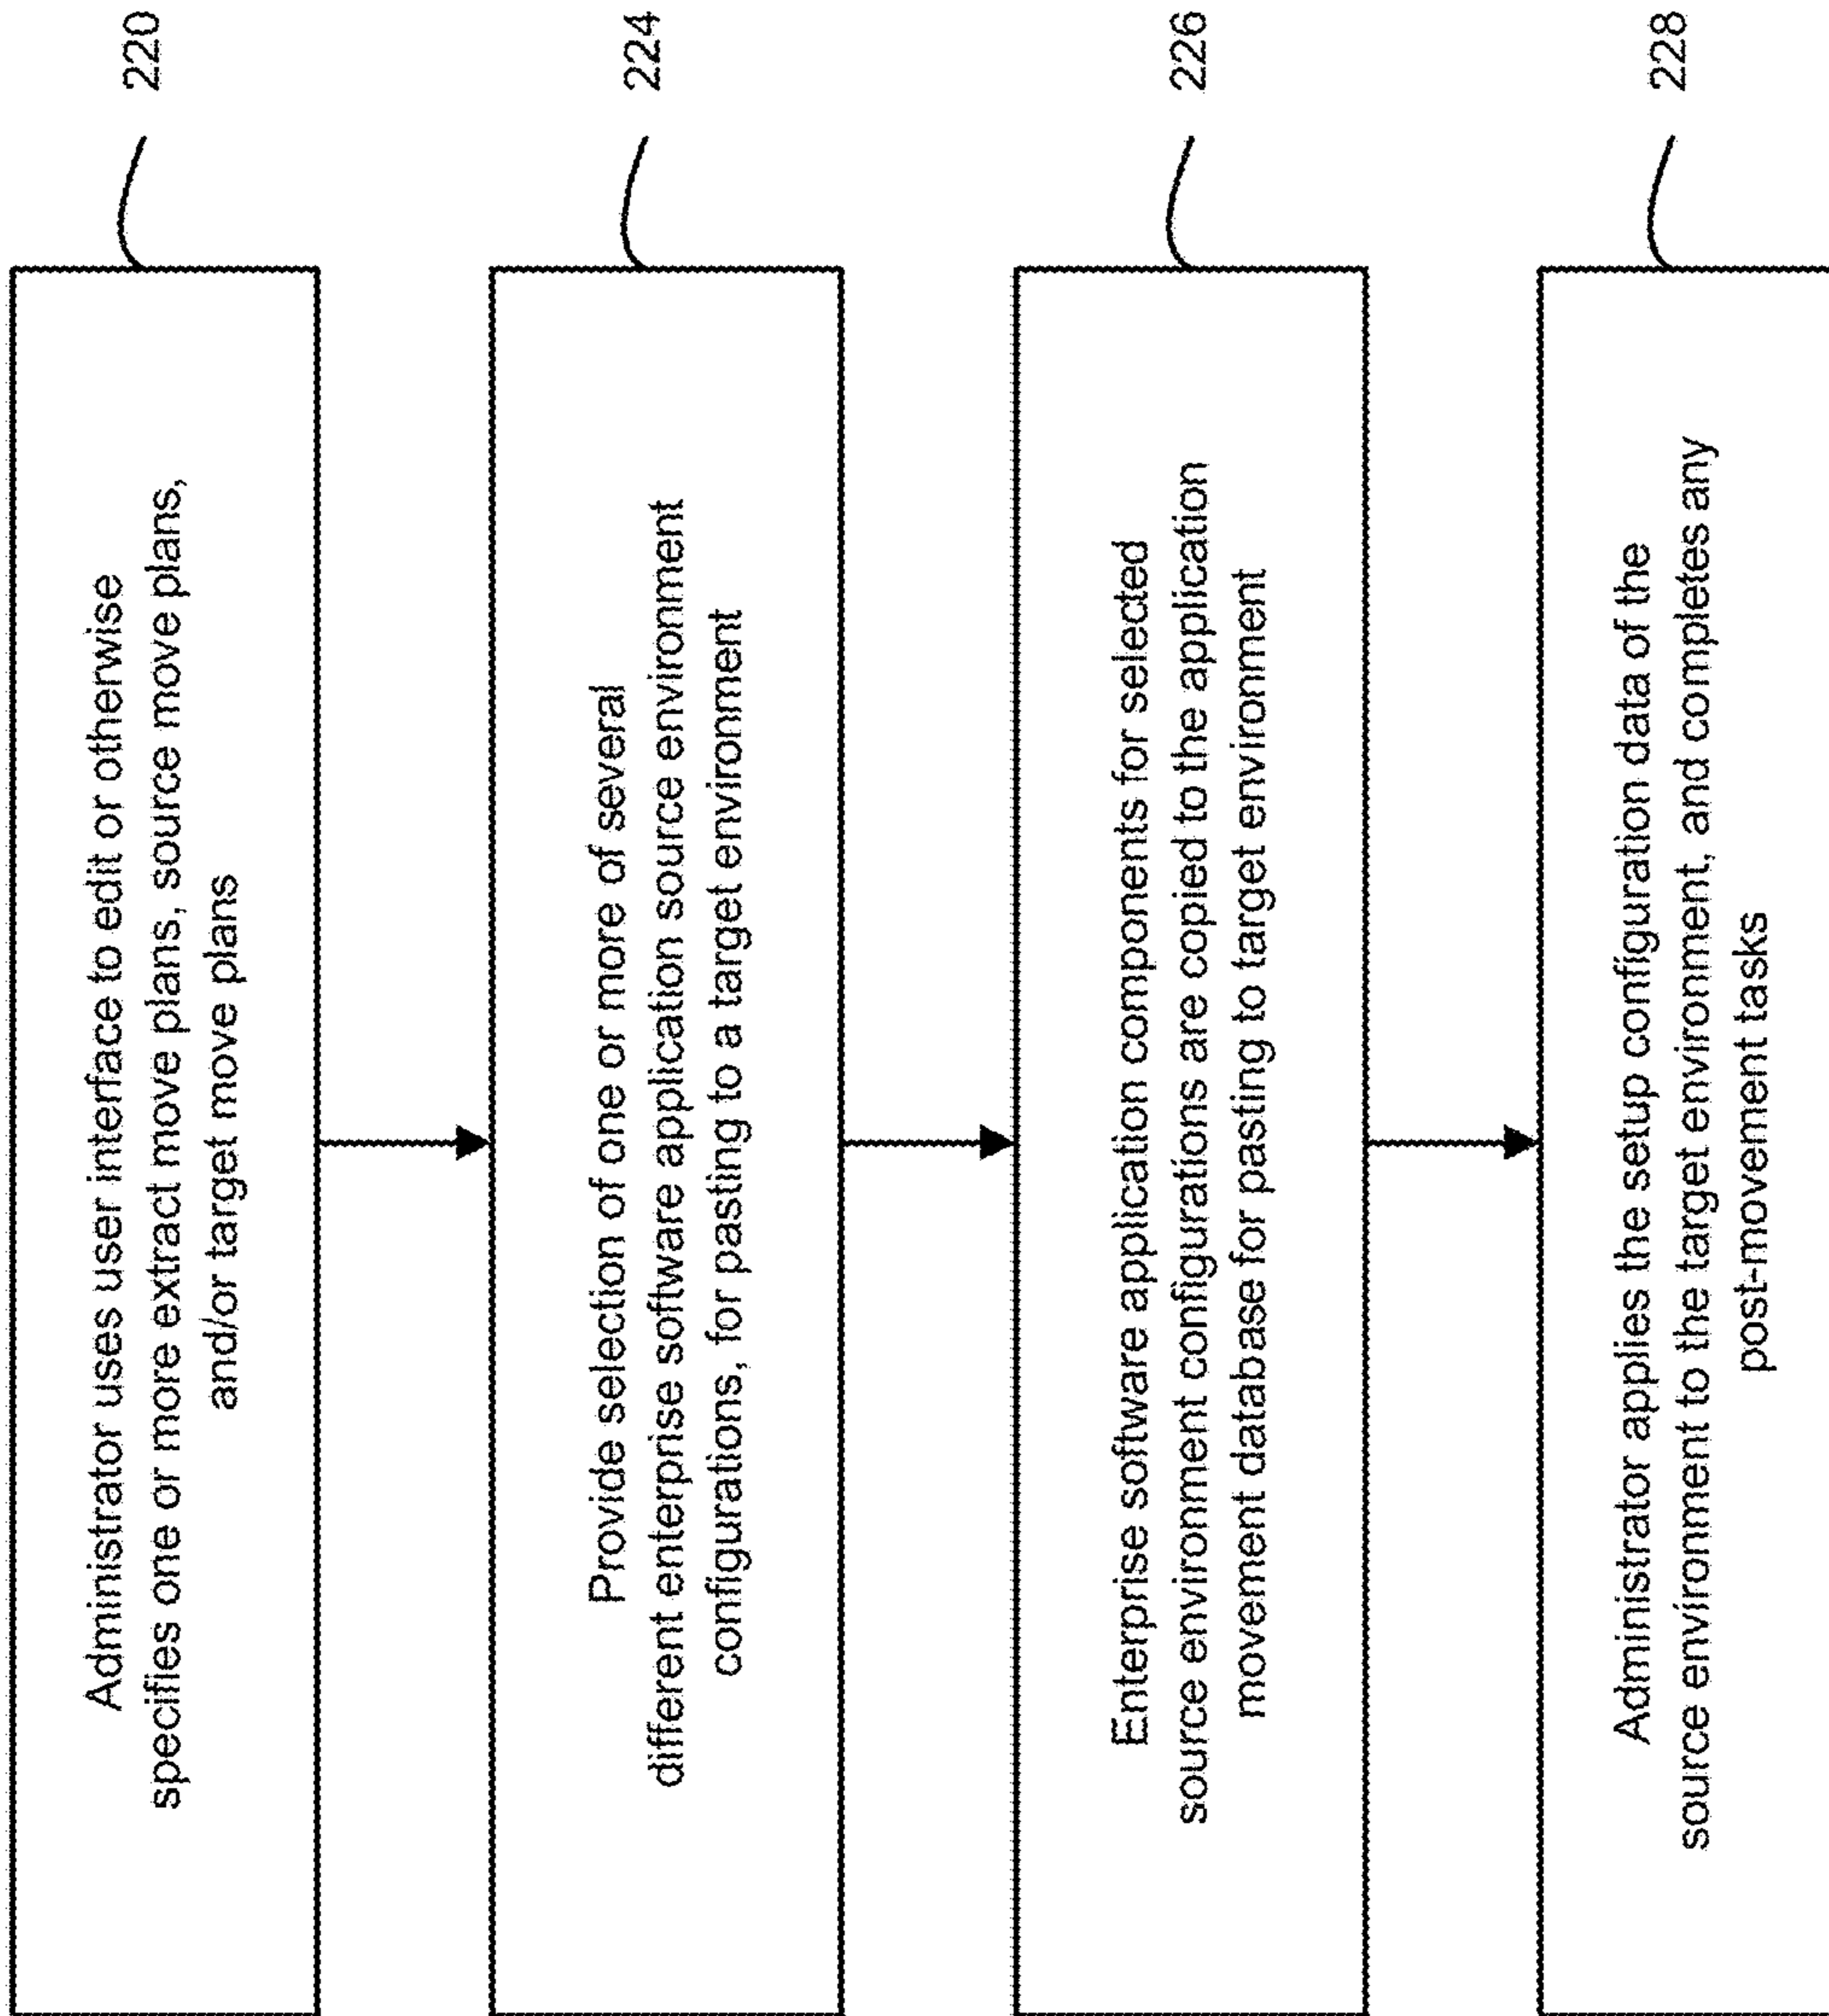 Administrator uses user interface to edit or otherwise
specifies one or more extract move plans, source move plans,
and/or target move plans
220
Provide selection of one or more of several
different enterprise software application source environment
configurations, for pasting to a target environment
224
Enterprise software application components for selected
source environment configurations are copied to the application
movement database for pasting to target environment
226
Administrator applies the setup configuration data of the
source environment to the target environment, and completes any
post-movement tasks
228